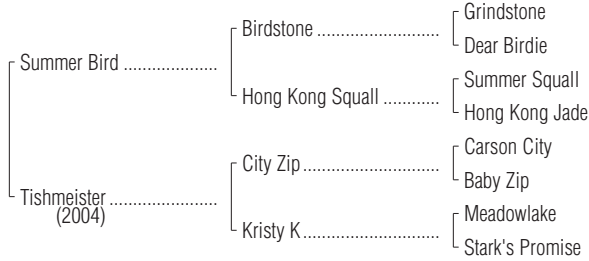 Grindstone
Birdstone ........................
Dear Birdie
Summer Bird ...................
Summer Squall
Hong Kong Squall ...........
Hong Kong Jade
Carson City
City Zip...........................
Baby Zip
Tishmeister......................
(2004)
Meadowlake
Kristy K...........................
Stark's Promise